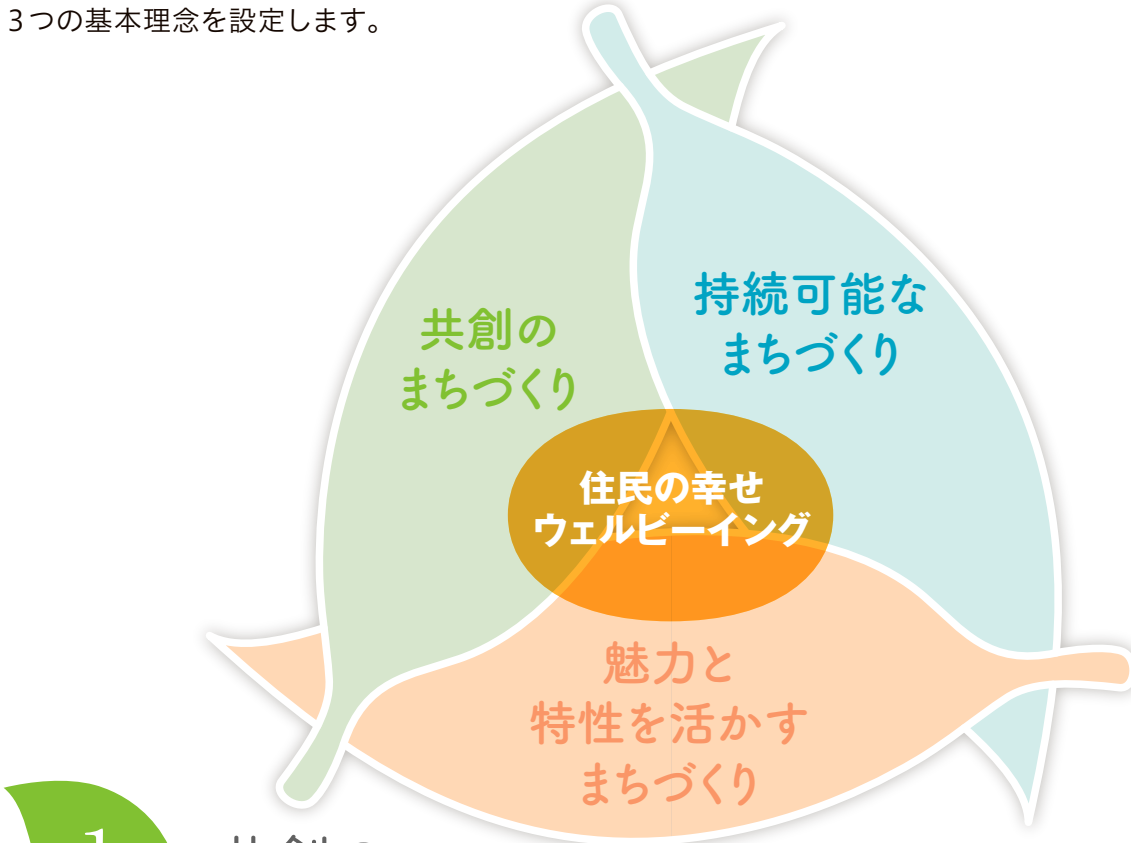 ３つの基本理念を設定します。
持続可能な
まちづくり
共創の
まちづくり
住民の幸せ
ウェルビーイング
魅力と
特性を活かす
まちづくり
1